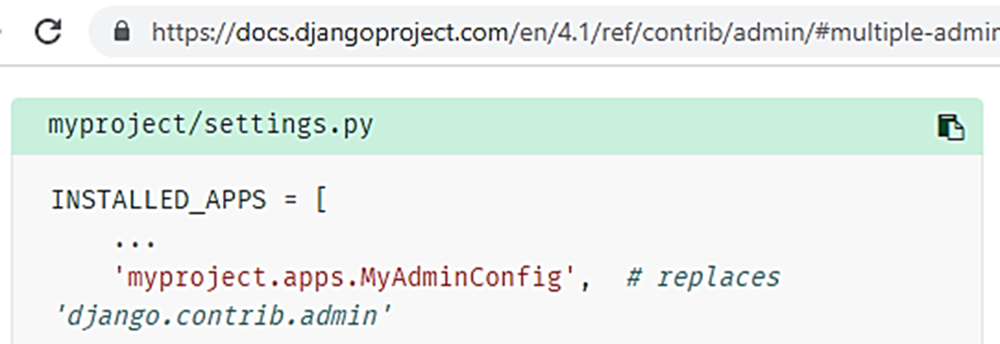 https://docs.djangoproject.com/en/4.1/ref/contrib/admin/#multiple-admin
myproject/settings.py
INSTALLED_APPS = [
...
'myproject.apps.MyAdminConfig',  # replaces
'django.contrib.admin'